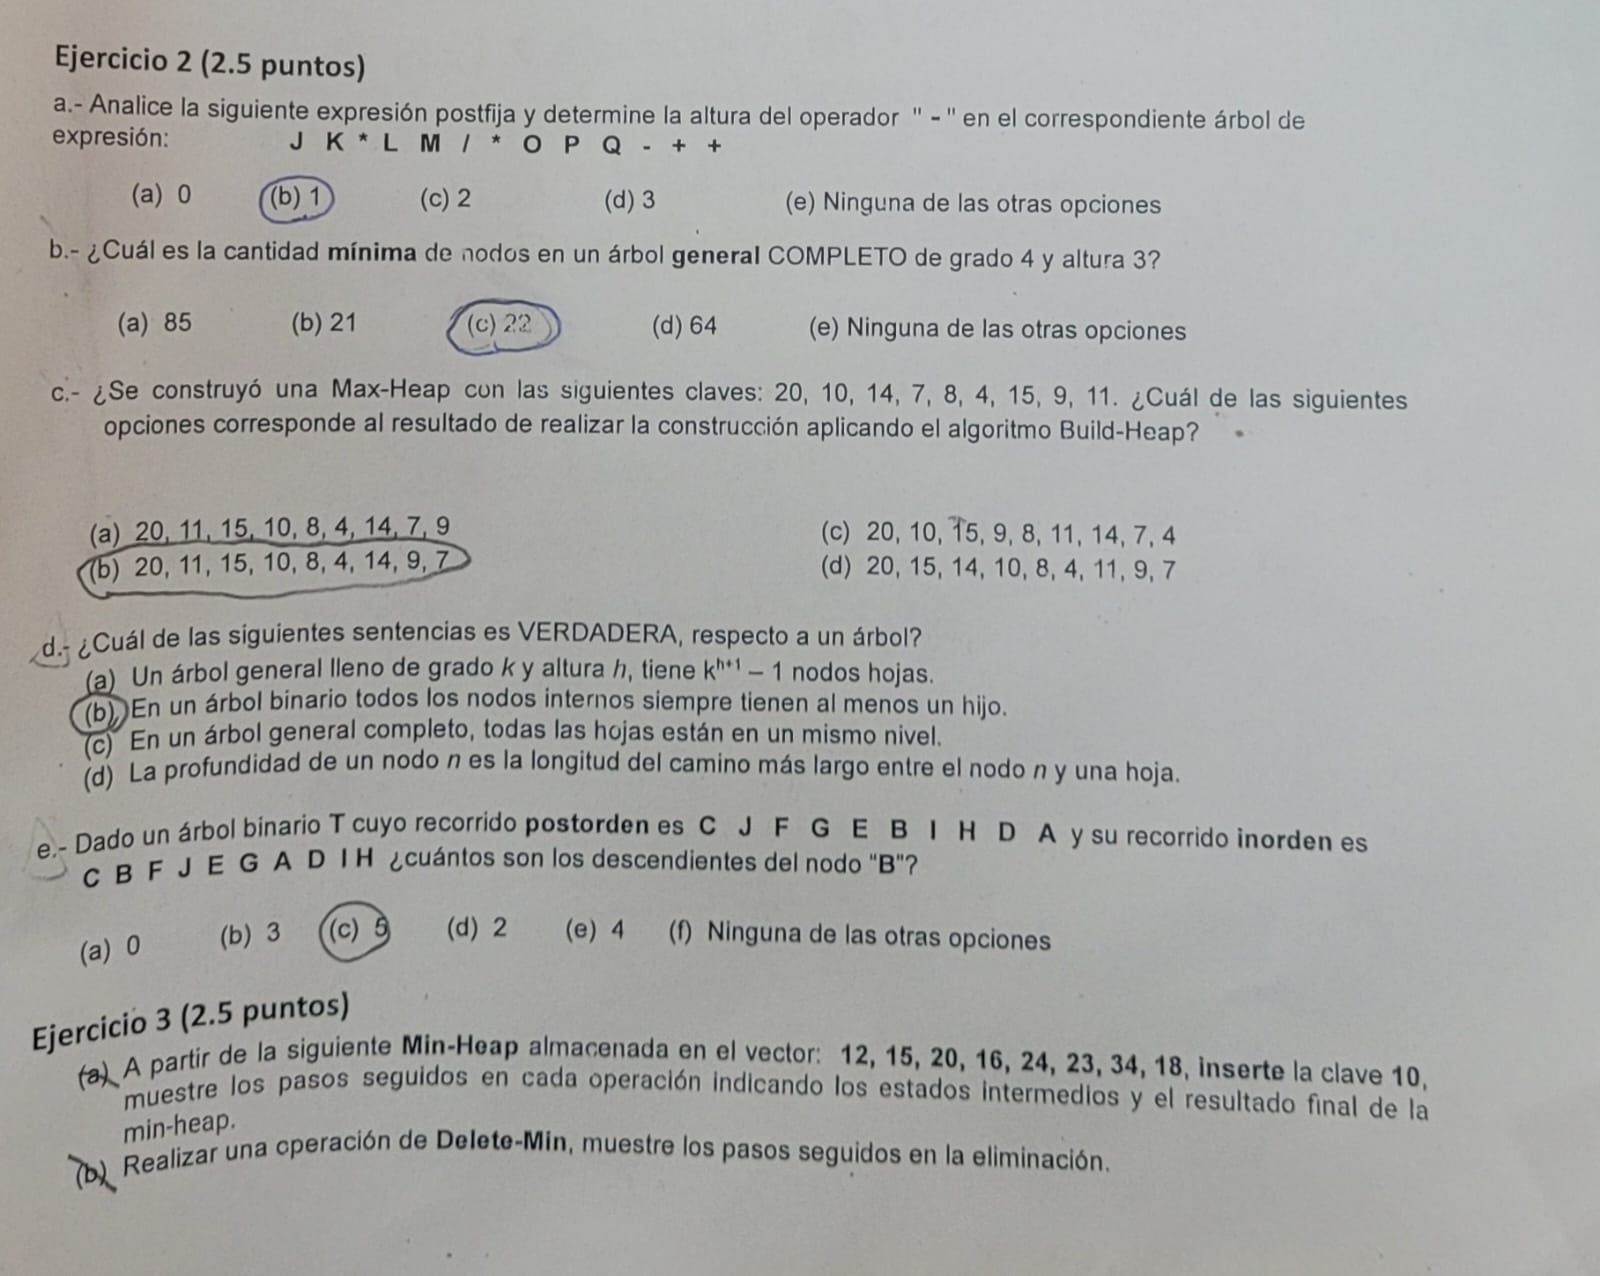 Ejercicio 2 (2.5 puntos)
a.- Analice la siguiente expresión postfija y determine la altura del operador " - " en el correspondiente árbol de
expresión: J K * L M / * O P Q - + +
(a) 0 (b) 1 (c) 2 (d) 3 (e) Ninguna de las otras opciones
b.- ¿Cuál es la cantidad mínima de nodos en un árbol general COMPLETO de grado 4 y altura 3?
(a) 85 (b) 21 (c) 22 (d) 64 (e) Ninguna de las otras opciones
c.- ¿Se construyó una Max-Heap con las siguientes claves: 20, 10, 14, 7, 8, 4, 15, 9, 11. ¿Cuál de las siguientes
opciones corresponde al resultado de realizar la construcción aplicando el algoritmo Build-Heap?
(a) 20, 11, 15, 10, 8, 4, 14, 7, 9 (c) 20, 10, 15, 9, 8, 11, 14, 7, 4
(b) 20, 11, 15, 10, 8, 4, 14, 9, 7 (d) 20, 15, 14, 10, 8, 4, 11, 9, 7
d.- ¿Cuál de las siguientes sentencias es VERDADERA, respecto a un árbol?
(a) Un árbol general lleno de grado k y altura h, tiene kʰ⁺¹ – 1 nodos hojas.
(b) En un árbol binario todos los nodos internos siempre tienen al menos un hijo.
(c) En un árbol general completo, todas las hojas están en un mismo nivel.
(d) La profundidad de un nodo n es la longitud del camino más largo entre el nodo n y una hoja.
e.- Dado un árbol binario T cuyo recorrido postorden es C J F G E B I H D A y su recorrido inorden es
C B F J E G A D I H ¿cuántos son los descendientes del nodo "B"?
(a) 0 (b) 3 (c) 5 (d) 2 (e) 4 (f) Ninguna de las otras opciones
Ejercicio 3 (2.5 puntos)
(a) A partir de la siguiente Min-Heap almacenada en el vector: 12, 15, 20, 16, 24, 23, 34, 18, inserte la clave 10,
muestre los pasos seguidos en cada operación indicando los estados intermedios y el resultado final de la
min-heap.
(b) Realizar una operación de Delete-Min, muestre los pasos seguidos en la eliminación.